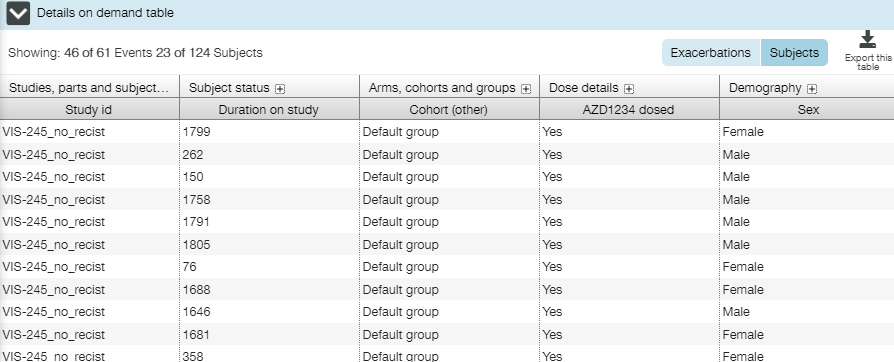 Details on demand table
Showing: 46 of 61 Events 23 of 124 Subjects
Exacerbations Subjects
Export this
table
Studies, parts and subject... Subject status Arms, cohorts and groups Dose details Demography
Study id Duration on study Cohort (other) AZD1234 dosed Sex
VIS-245_no_recist 1799 Default group Yes Female
VIS-245_no_recist 262 Default group Yes Male
VIS-245_no_recist 150 Default group Yes Male
VIS-245_no_recist 1758 Default group Yes Male
VIS-245_no_recist 1791 Default group Yes Male
VIS-245_no_recist 1805 Default group Yes Male
VIS-245_no_recist 76 Default group Yes Female
VIS-245_no_recist 1688 Default group Yes Female
VIS-245_no_recist 1646 Default group Yes Male
VIS-245_no_recist 1681 Default group Yes Female
VIS-245_no_recist 358 Default group Yes Female